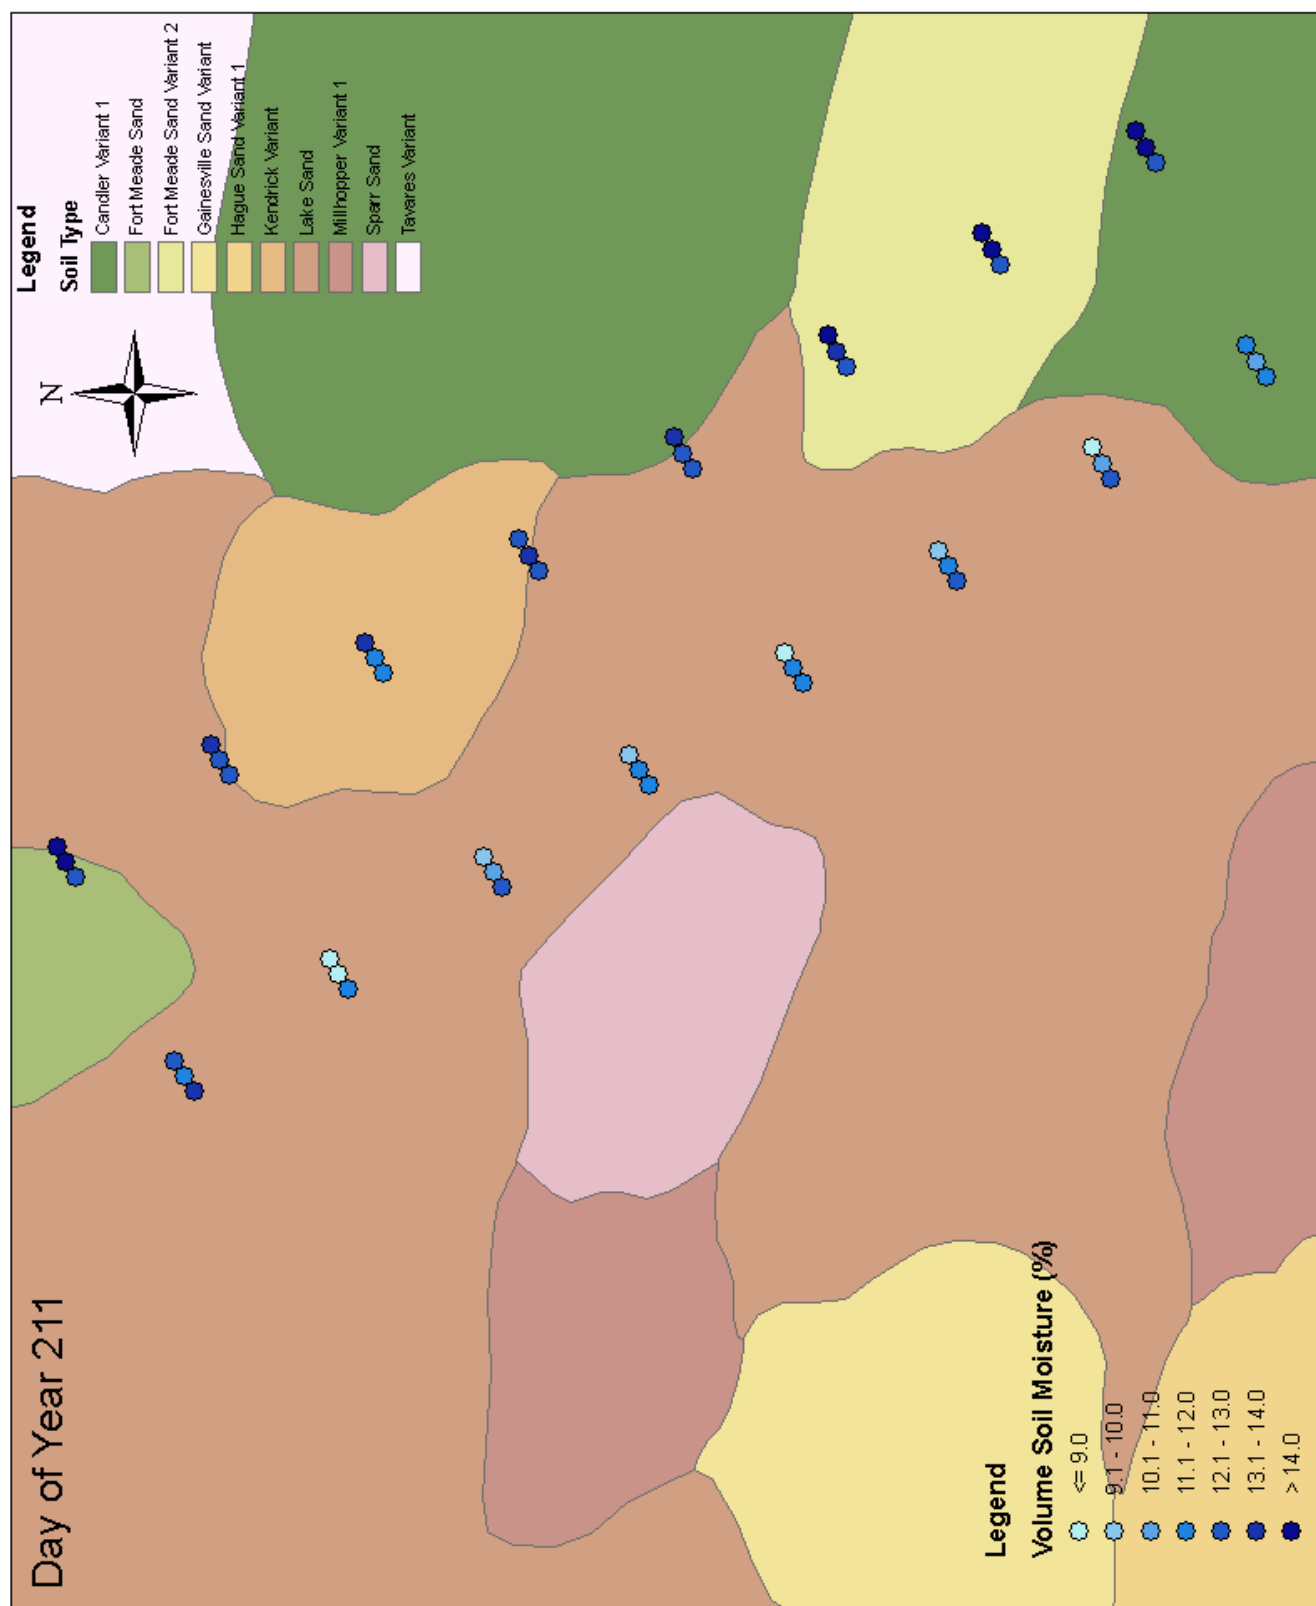 Day of Year 211
N
Legend
Soil Type
Candler Variant 1
Fort Meade Sand
Fort Meade Sand Variant 2
Gainesville Sand Variant
Hague Sand Variant 1
Kendrick Variant
Lake Sand
Millhopper Variant 1
Sparr Sand
Tavares Variant
Legend
Volume Soil Moisture (%)
<= 9.0
9.1 - 10.0
10.1 - 11.0
11.1 - 12.0
12.1 - 13.0
13.1 - 14.0
> 14.0